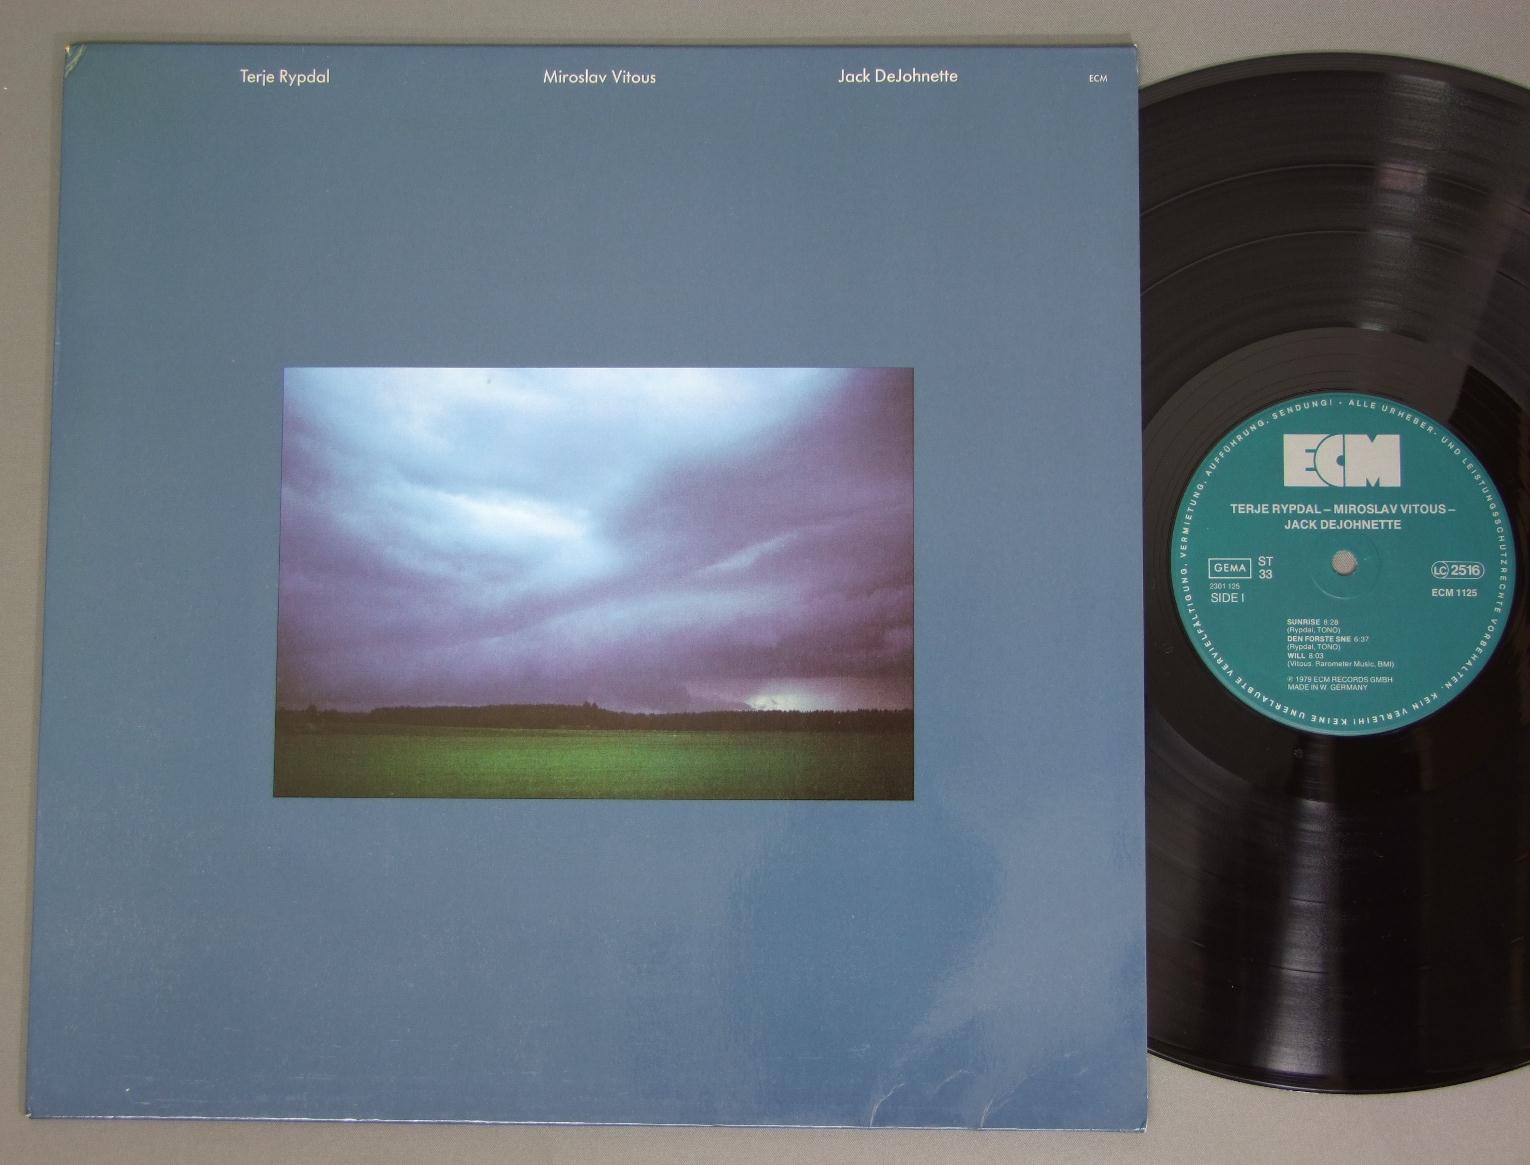 Terje Rypdal Miroslav Vitous Jack DeJohnette ECM
ECM
TERJE RYPDAL – MIROSLAV VITOUS –
JACK DEJOHNETTE
GEMA ST 33
LC 2516
2301 125
SIDE I
ECM 1125
SUNRISE 8:28
(Rypdal, TONO)
DEN FORSTE SNE 6:37
(Rypdal, TONO)
WILL 8:03
(Vitous, Barometer Music, BMI)
℗ 1979 ECM RECORDS GMBH
MADE IN W. GERMANY
ALLE URHEBER- UND LEISTUNGSSCHUTZRECHTE VORBEHALTEN. KEIN VERLEIH! KEINE UNERLAUBTE VERVIELFÄLTIGUNG, VERMIETUNG, AUFFÜHRUNG, SENDUNG! ·